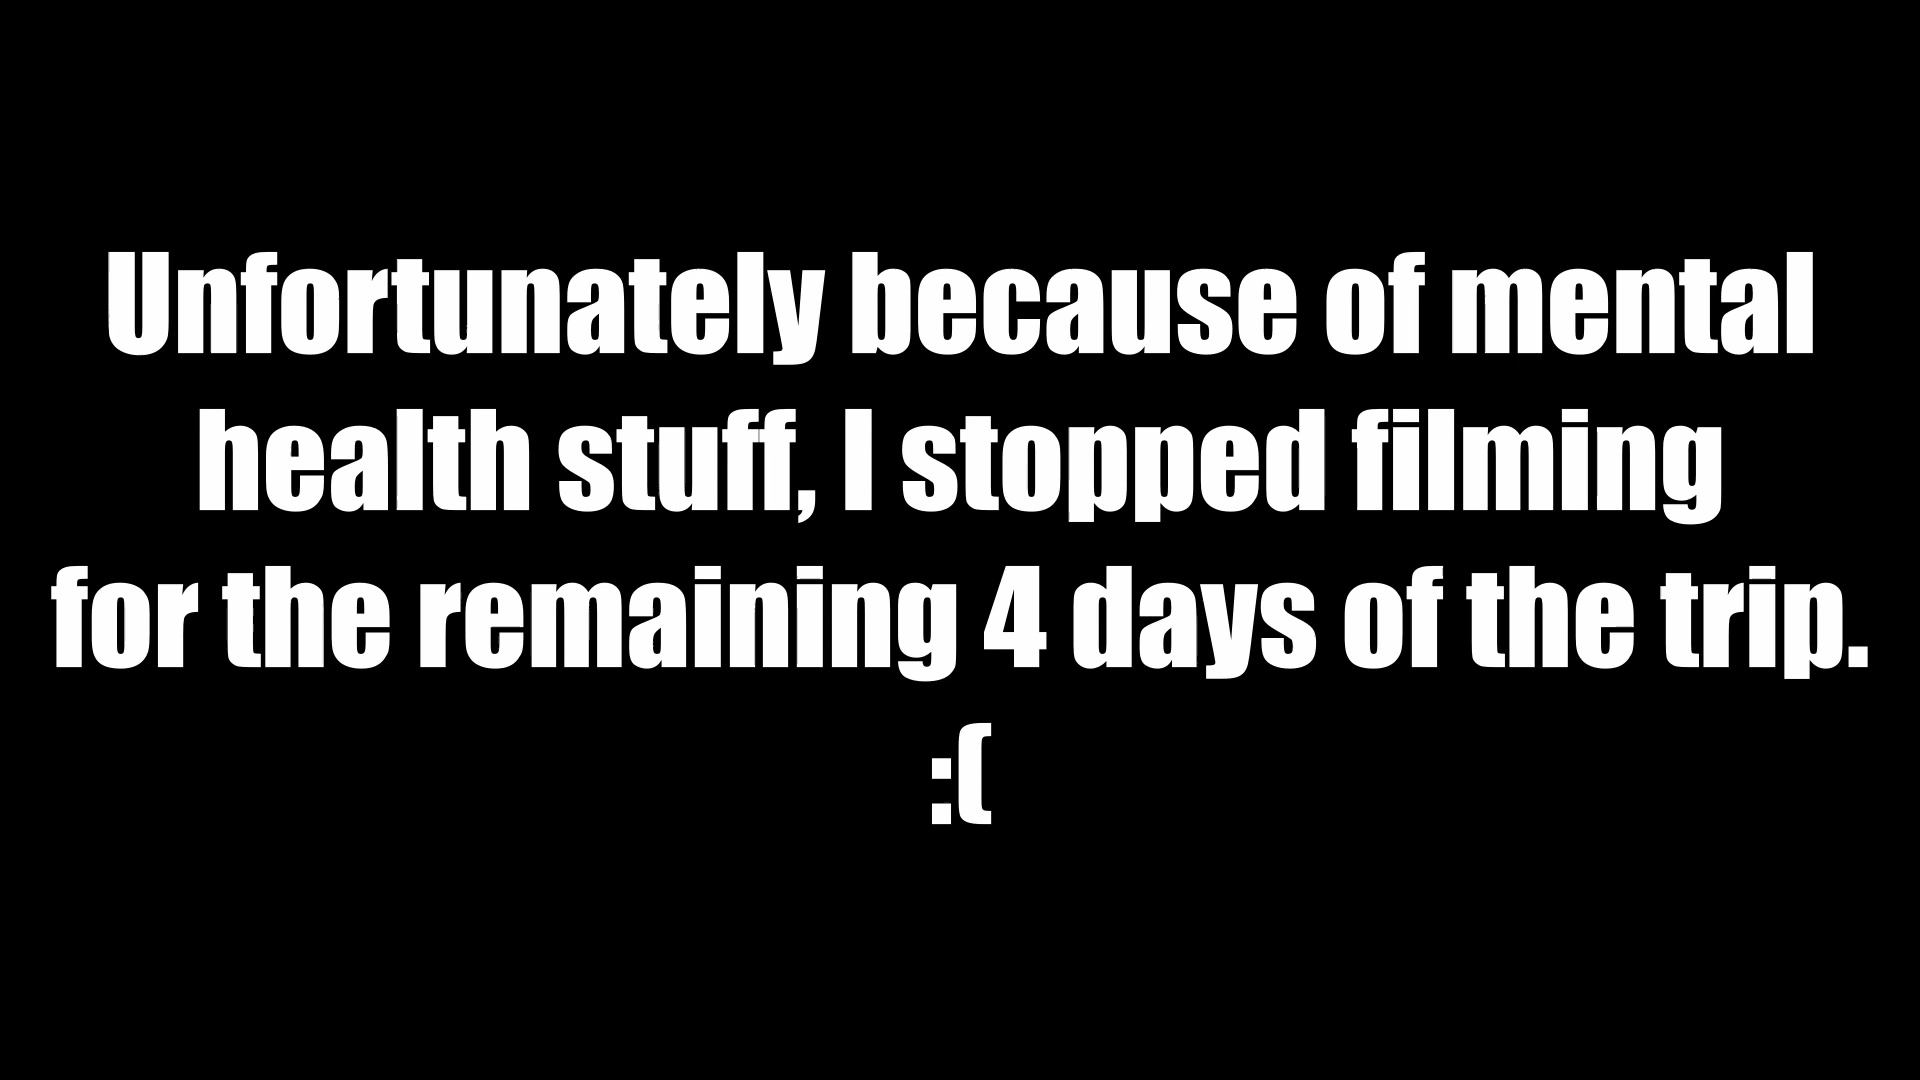 Unfortunately because of mental
health stuff, I stopped filming
for the remaining 4 days of the trip.
:(